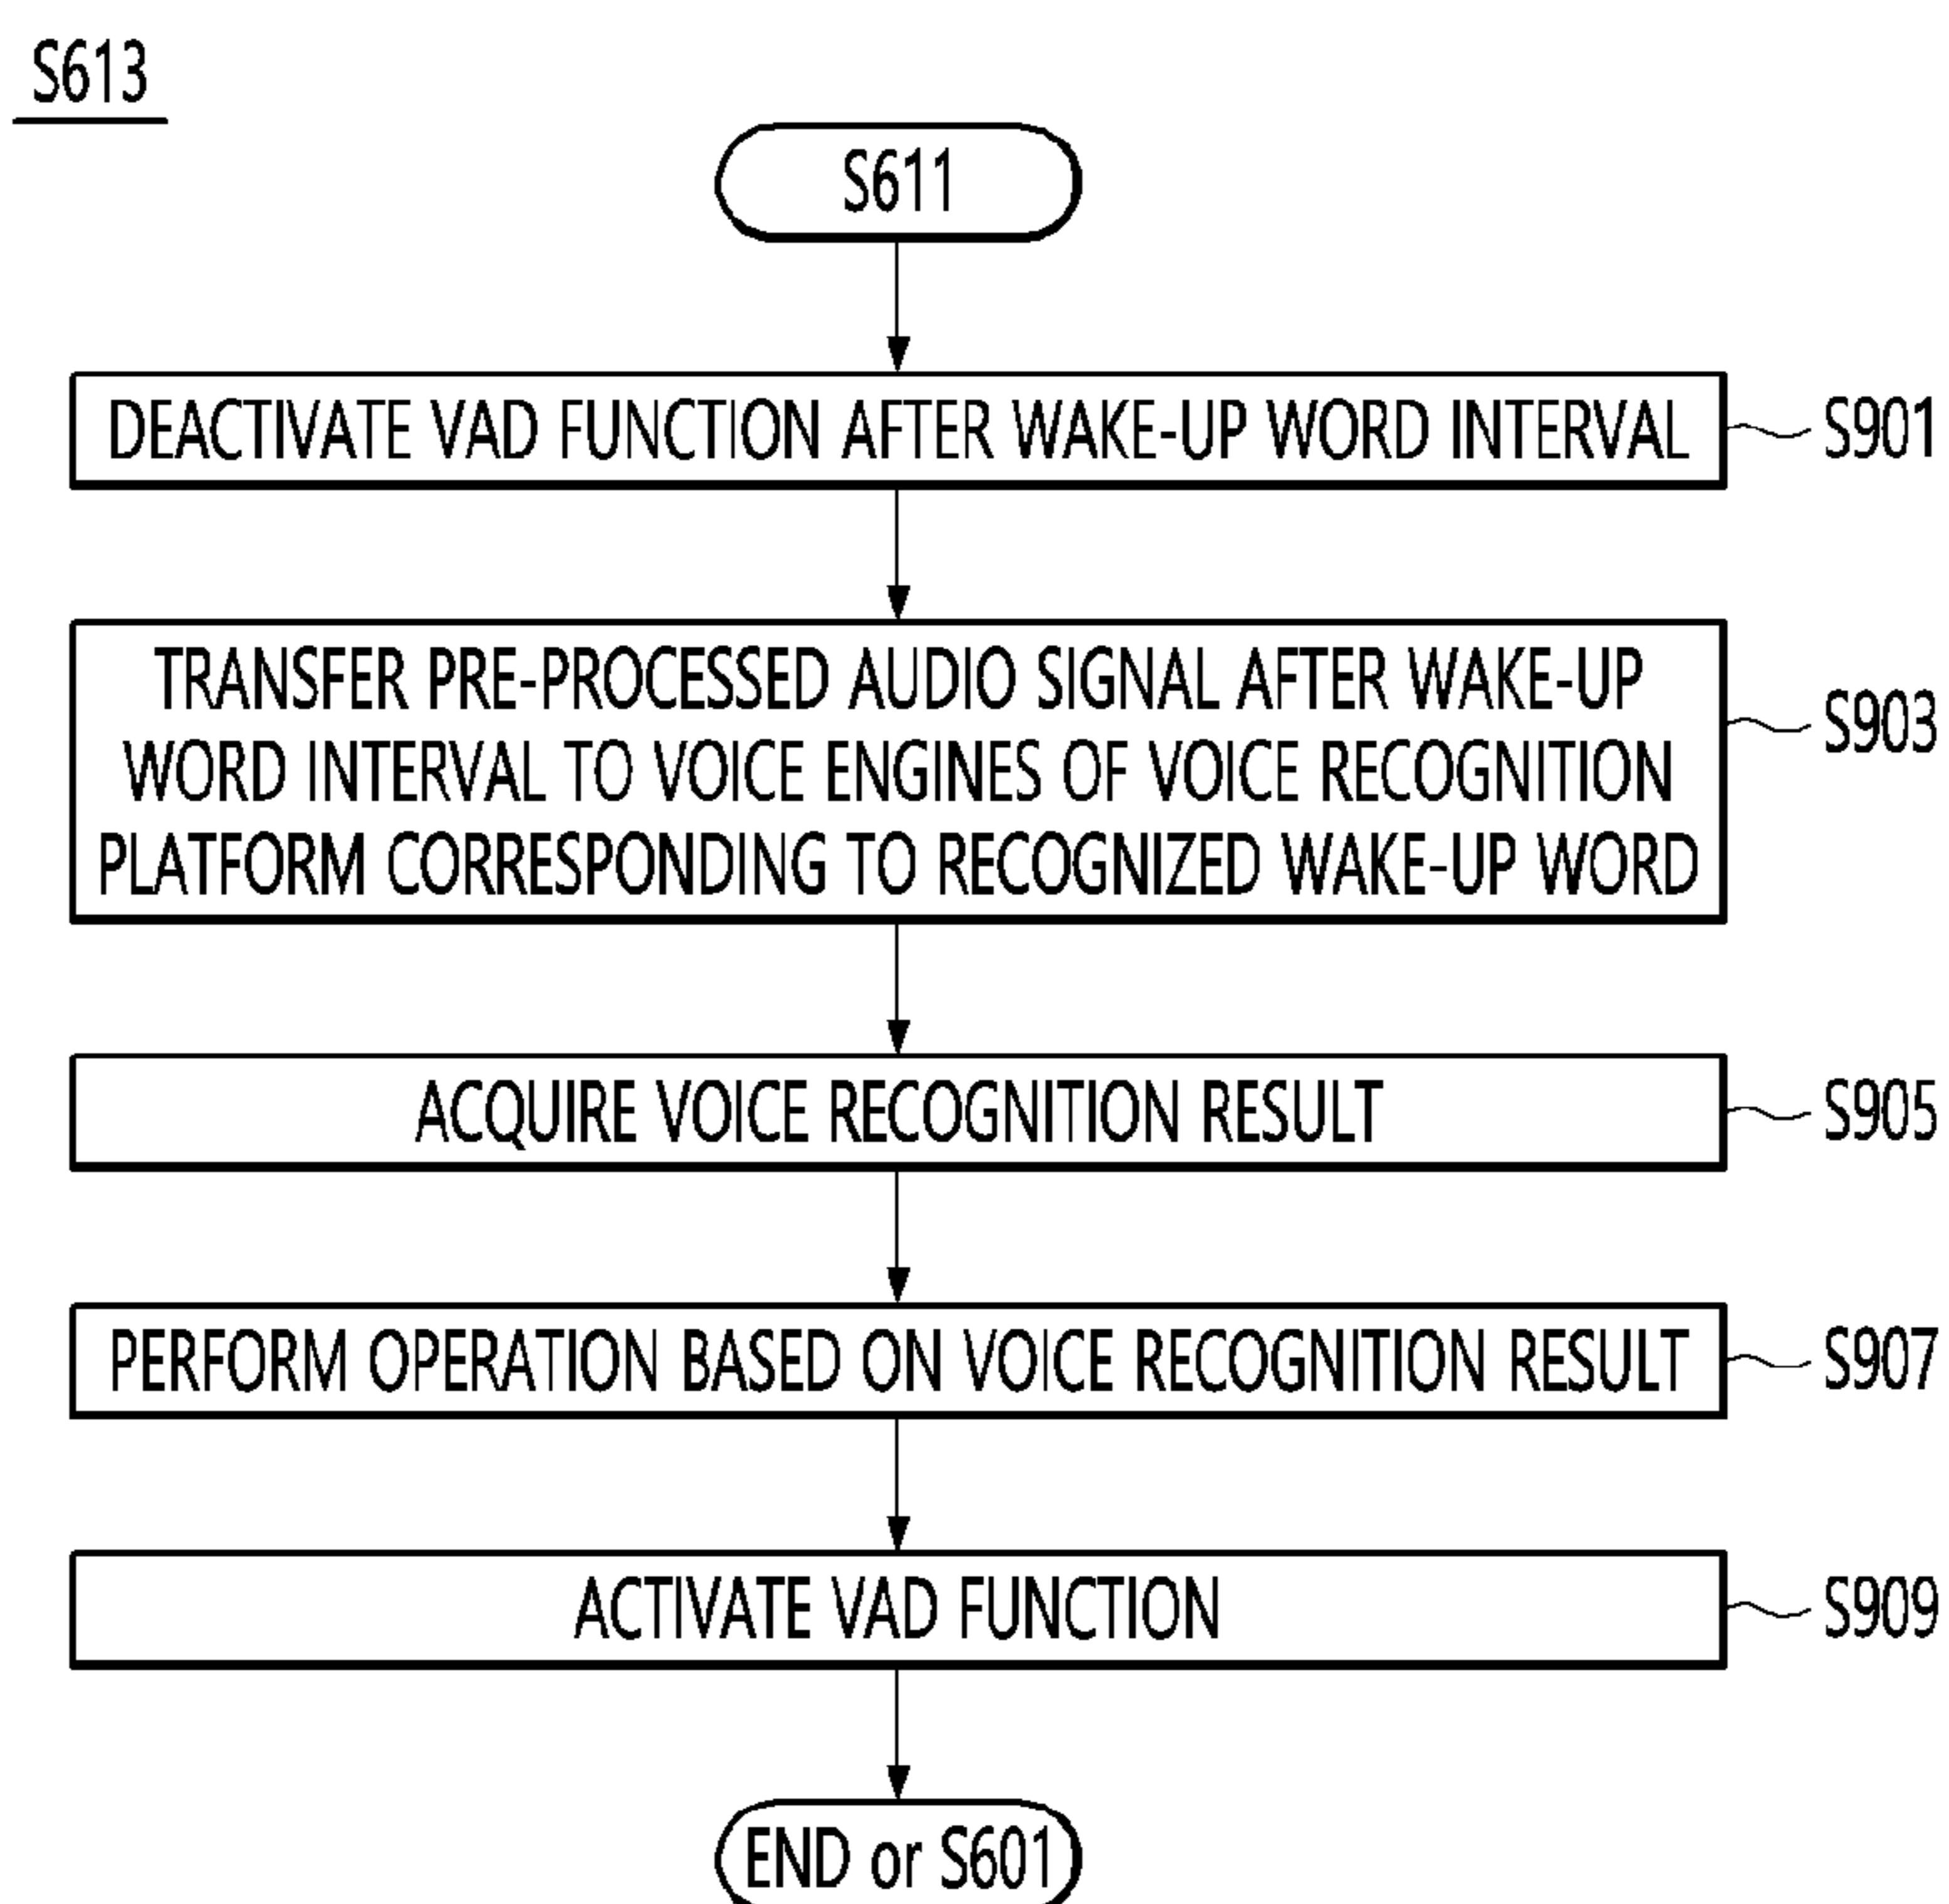 S613
S611
DEACTIVATE VAD FUNCTION AFTER WAKE-UP WORD INTERVAL
S901
TRANSFER PRE-PROCESSED AUDIO SIGNAL AFTER WAKE-UP
WORD INTERVAL TO VOICE ENGINES OF VOICE RECOGNITION
PLATFORM CORRESPONDING TO RECOGNIZED WAKE-UP WORD
S903
ACQUIRE VOICE RECOGNITION RESULT
S905
PERFORM OPERATION BASED ON VOICE RECOGNITION RESULT
S907
ACTIVATE VAD FUNCTION
S909
END or S601